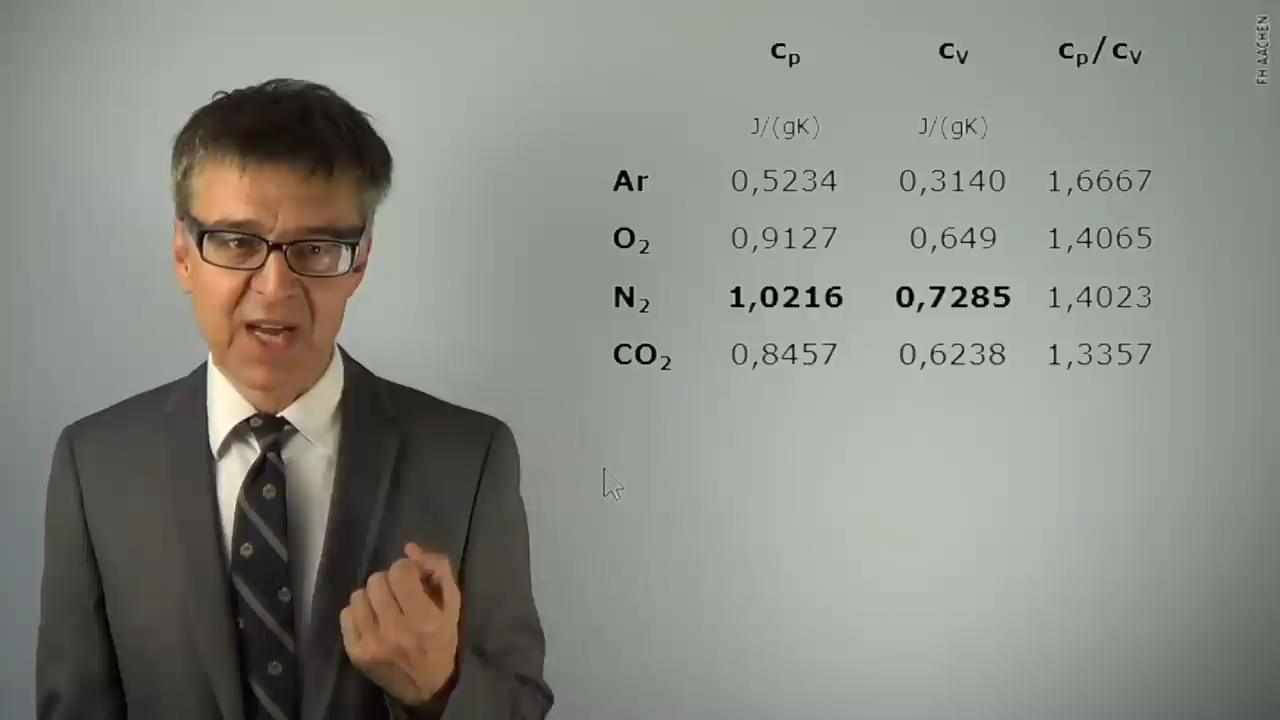 c_p c_V c_p/c_V
J/(gK) J/(gK)
Ar 0,5234 0,3140 1,6667
O₂ 0,9127 0,649 1,4065
N₂ 1,0216 0,7285 1,4023
CO₂ 0,8457 0,6238 1,3357
FH AACHEN